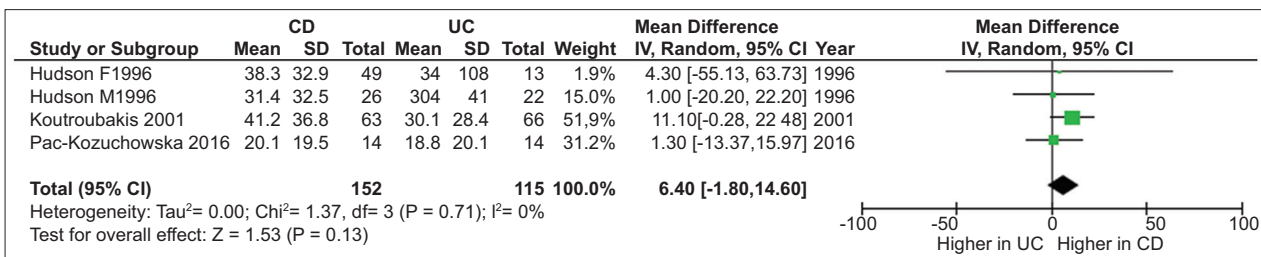 CD UC Mean Difference Mean Difference
Study or Subgroup Mean SD Total Mean SD Total Weight IV, Random, 95% CI Year IV, Random, 95% CI
Hudson F1996 38.3 32.9 49 34 108 13 1.9% 4.30 [-55.13, 63.73] 1996
Hudson M1996 31.4 32.5 26 304 41 22 15.0% 1.00 [-20.20, 22.20] 1996
Koutroubakis 2001 41.2 36.8 63 30.1 28.4 66 51,9% 11.10[-0.28, 22 48] 2001
Pac-Kozuchowska 2016 20.1 19.5 14 18.8 20.1 14 31.2% 1.30 [-13.37,15.97] 2016
Total (95% CI) 152 115 100.0% 6.40 [-1.80,14.60]
Heterogeneity: Tau²= 0.00; Chi²= 1.37, df= 3 (P = 0.71); I²= 0%
Test for overall effect: Z = 1.53 (P = 0.13)
-100 -50 0 50 100
Higher in UC Higher in CD